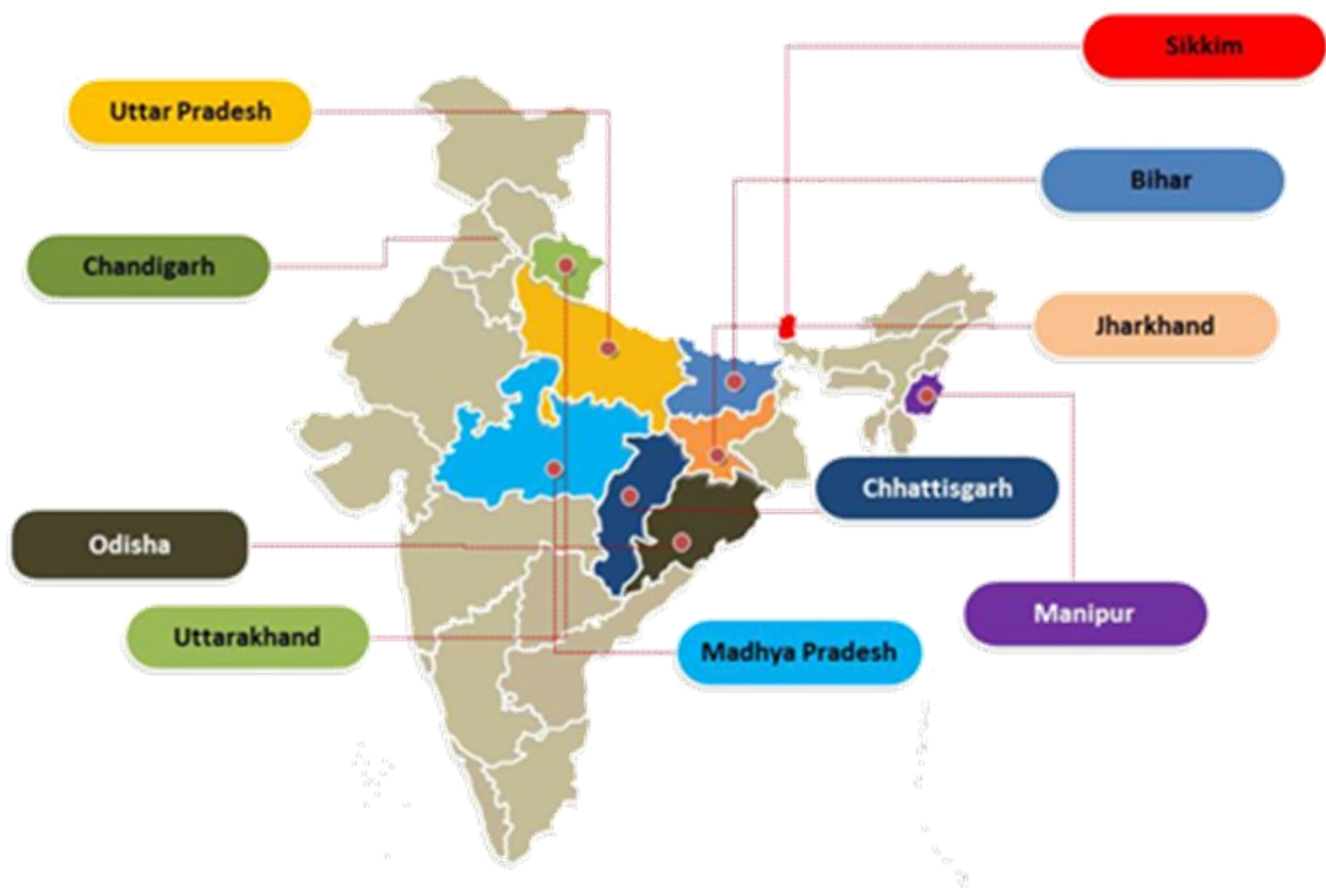 Sikkim
Uttar Pradesh
Bihar
Chandigarh
Jharkhand
Chhattisgarh
Odisha
Manipur
Uttarakhand
Madhya Pradesh